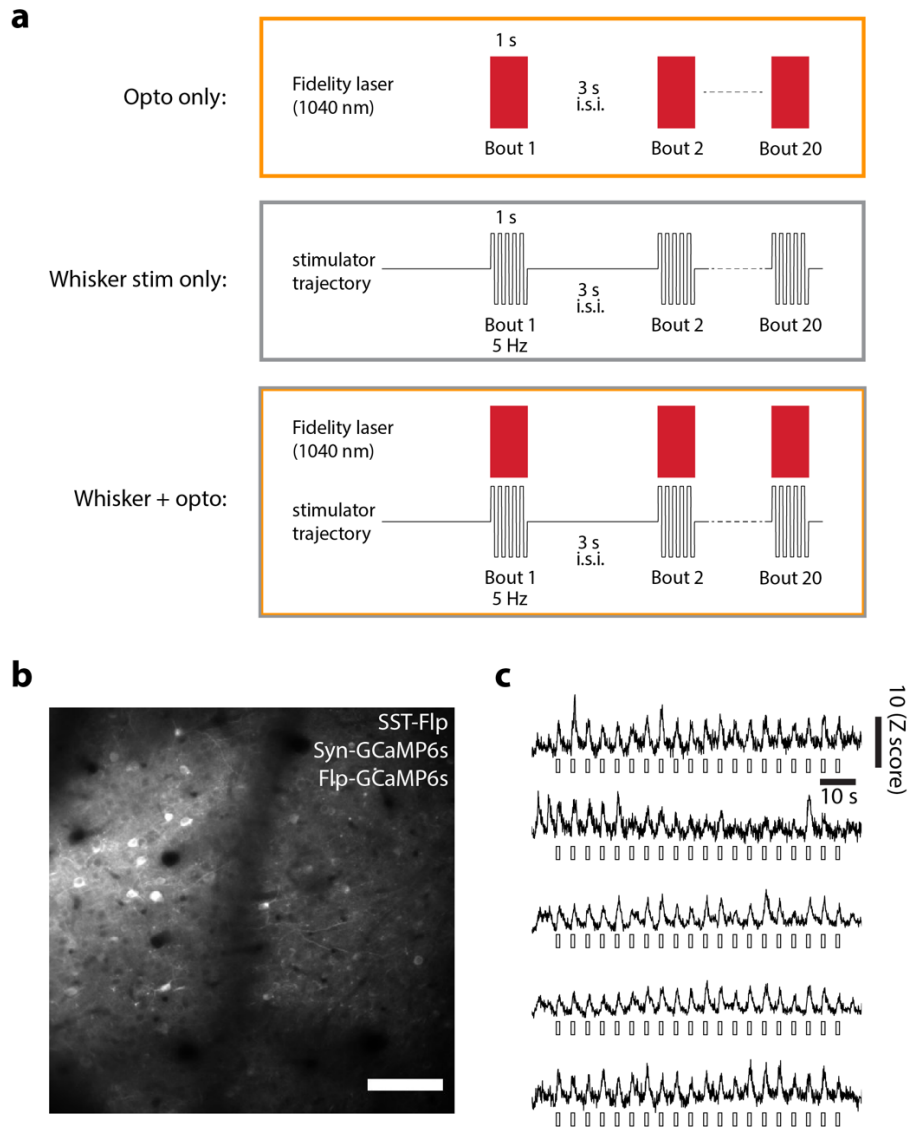 a
Opto only:
Fidelity laser
(1040 nm)
1 s
3 s
i.s.i.
Bout 1
Bout 2
Bout 20
Whisker stim only:
stimulator
trajectory
1 s
3 s
i.s.i.
Bout 1
5 Hz
Bout 2
Bout 20
Whisker + opto:
Fidelity laser
(1040 nm)
stimulator
trajectory
3 s
i.s.i.
Bout 1
5 Hz
Bout 2
Bout 20
b
SST-Flp
Syn-GCaMP6s
Flp-GCaMP6s
c
10 (Z score)
10 s